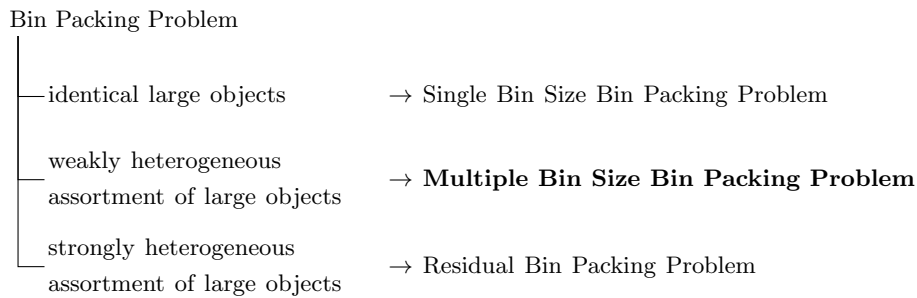 Bin Packing Problem
identical large objects → Single Bin Size Bin Packing Problem
weakly heterogeneous
assortment of large objects → Multiple Bin Size Bin Packing Problem
strongly heterogeneous
assortment of large objects → Residual Bin Packing Problem